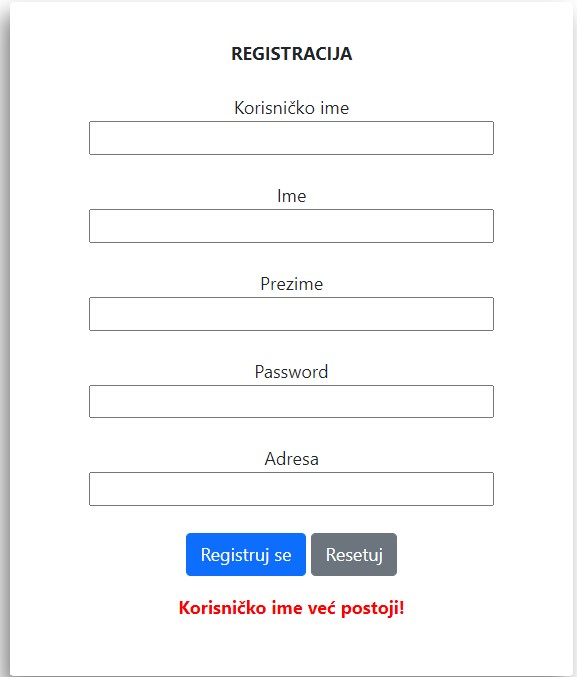 REGISTRACIJA
Korisničko ime
Ime
Prezime
Password
Adresa
Registruj se Resetuj
Korisničko ime već postoji!